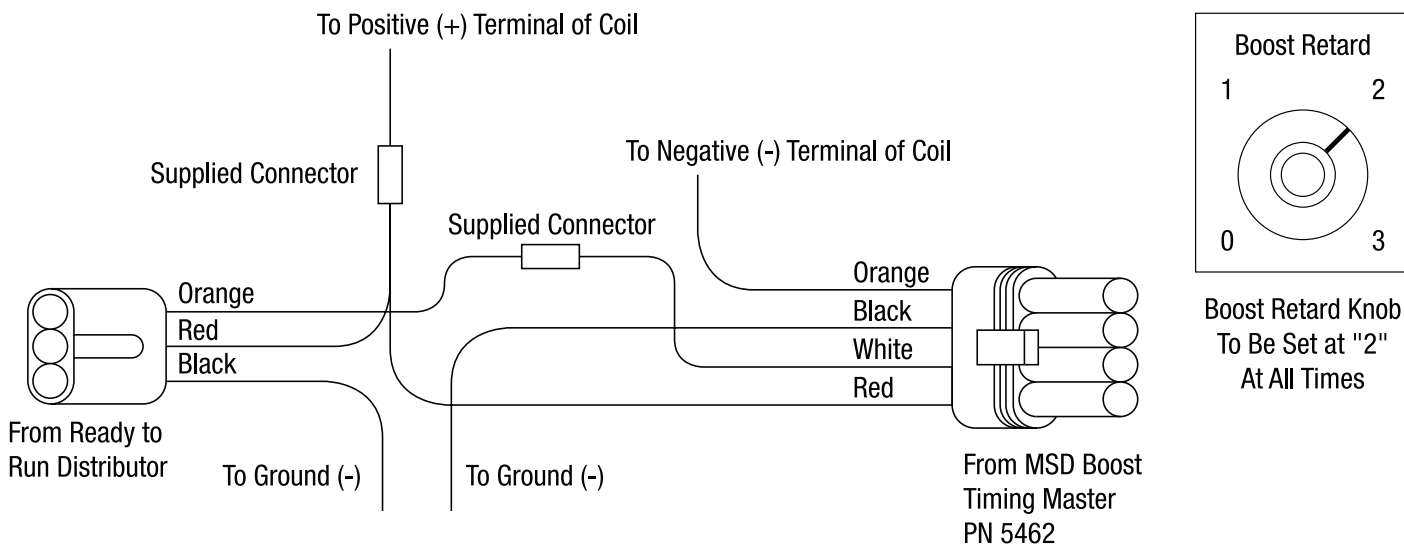 To Positive (+) Terminal of Coil
Supplied Connector
To Negative (-) Terminal of Coil
Supplied Connector
Orange
Red
Black
From Ready to
Run Distributor
To Ground (-)
To Ground (-)
Orange
Black
White
Red
From MSD Boost
Timing Master
PN 5462
Boost Retard
1 2
0 3
Boost Retard Knob
To Be Set at "2"
At All Times